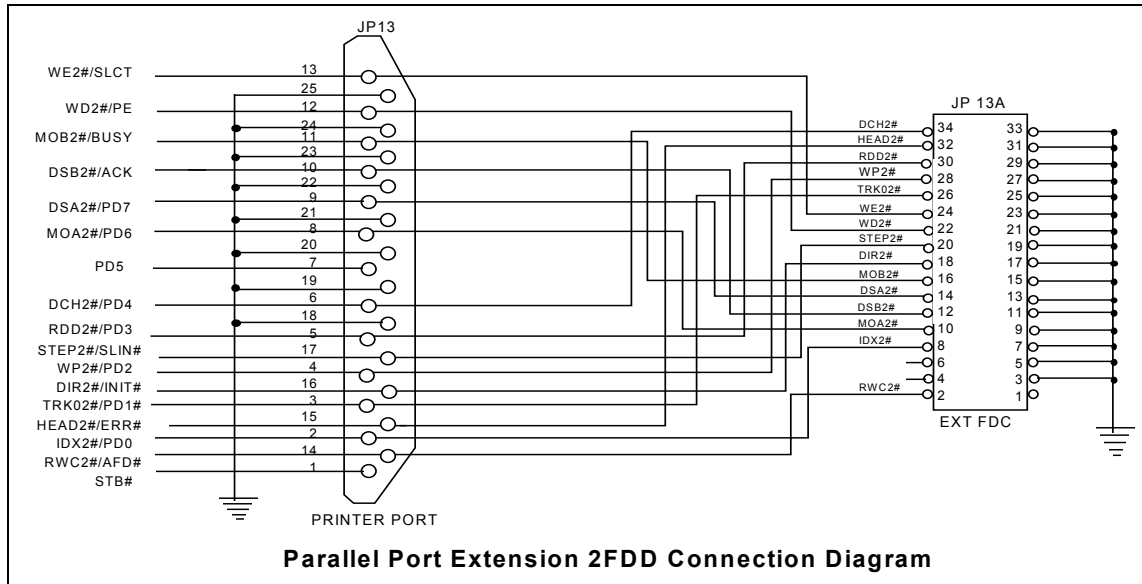 JP13
WE2#/SLCT
13
25
WD2#/PE
12
24
MOB2#/BUSY
11
23
DSB2#/ACK
10
22
DSA2#/PD7
9
21
MOA2#/PD6
8
20
PD5
7
19
DCH2#/PD4
6
18
RDD2#/PD3
5
STEP2#/SLIN#
17
WP2#/PD2
4
DIR2#/INIT#
16
TRK02#/PD1#
3
HEAD2#/ERR#
15
IDX2#/PD0
2
RWC2#/AFD#
14
STB#
1
PRINTER PORT
JP 13A
DCH2# 34 33
HEAD2# 32 31
RDD2# 30 29
WP2# 28 27
TRK02# 26 25
WE2# 24 23
WD2# 22 21
STEP2# 20 19
DIR2# 18 17
MOB2# 16 15
DSA2# 14 13
DSB2# 12 11
MOA2# 10 9
IDX2# 8 7
6 5
4 3
RWC2# 2 1
EXT FDC
Parallel Port Extension 2FDD Connection Diagram